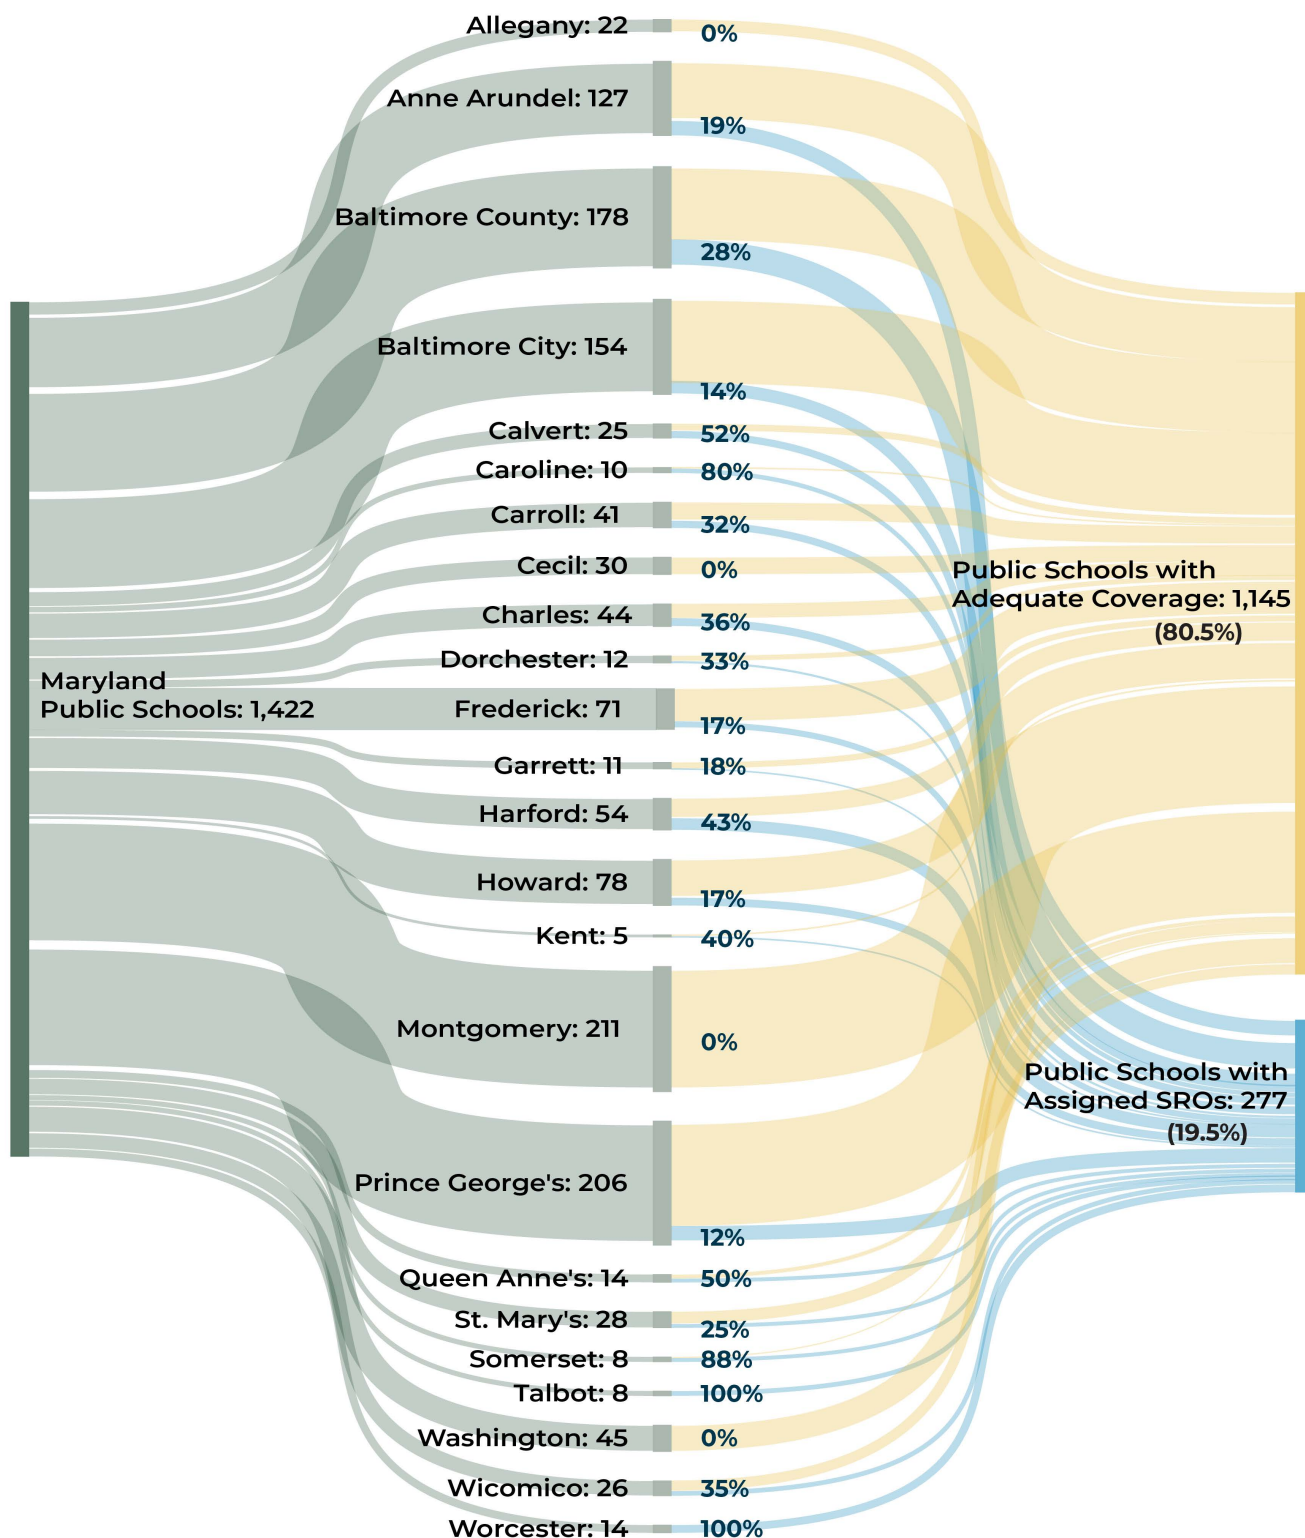 Allegany: 22
0%
Anne Arundel: 127
19%
Baltimore County: 178
28%
Baltimore City: 154
14%
Calvert: 25
52%
Caroline: 10
80%
Carroll: 41
32%
Cecil: 30
0%
Charles: 44
36%
Dorchester: 12
33%
Frederick: 71
17%
Garrett: 11
18%
Harford: 54
43%
Howard: 78
17%
Kent: 5
40%
Montgomery: 211
0%
Prince George's: 206
12%
Queen Anne's: 14
50%
St. Mary's: 28
25%
Somerset: 8
88%
Talbot: 8
100%
Washington: 45
0%
Wicomico: 26
35%
Worcester: 14
100%
Maryland
Public Schools: 1,422
Public Schools with
Adequate Coverage: 1,145
(80.5%)
Public Schools with
Assigned SROs: 277
(19.5%)